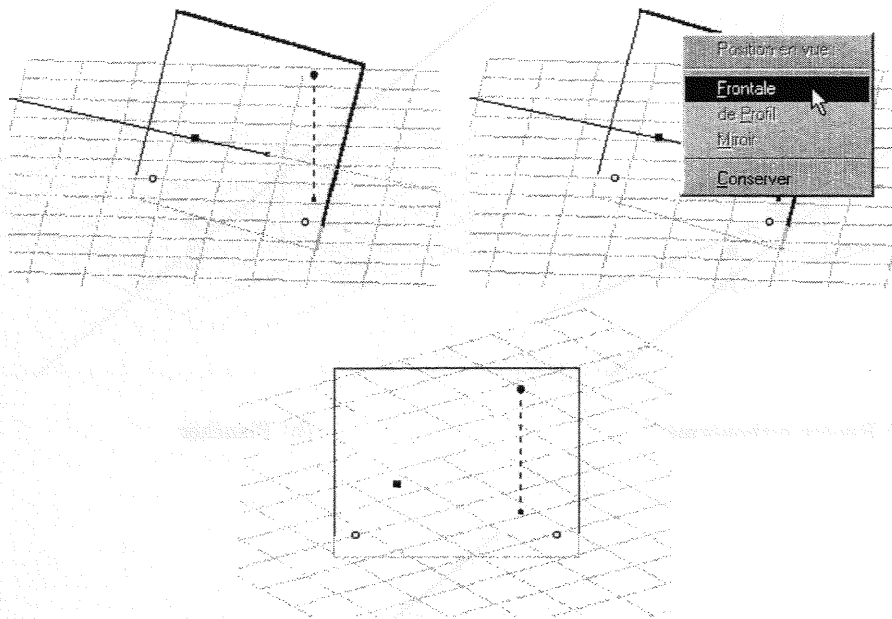 Position en vue :
Frontale
de Profil
Miroir
Conserver